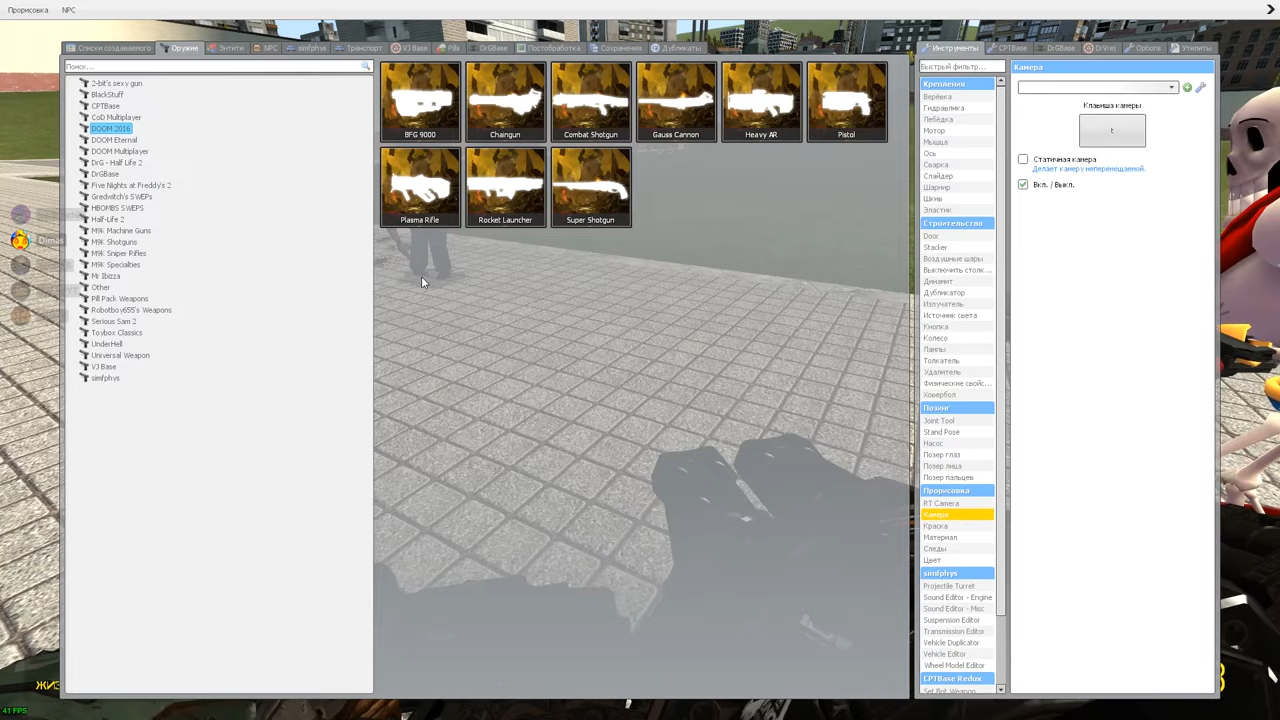 Прорисовка
NPC
Списки создаваемого
Оружие
Энтити
NPC
simfphys
Транспорт
VJ Base
Pills
DrGBase
Постобработка
Сохранения
Дубликаты
Инструменты
CPTBase
DrGBase
DrVrej
Options
Утилиты
Поиск...
2-bit's sexy gun
BlackStuff
CPTBase
CoD Multiplayer
DOOM 2016
DOOM Eternal
DOOM Multiplayer
DrG - Half Life 2
DrGBase
Five Nights at Freddy's 2
Gredwitch's SWEPs
HBOMBS SWEPS
Half-Life 2
M9K Machine Guns
M9K Shotguns
M9K Sniper Rifles
M9K Specialties
Mr Ibizza
Other
Pill Pack Weapons
Robotboy655's Weapons
Serious Sam 2
Toybox Classics
UnderHell
Universal Weapon
VJ Base
simfphys
BFG 9000
Chaingun
Combat Shotgun
Gauss Cannon
Heavy AR
Pistol
Plasma Rifle
Rocket Launcher
Super Shotgun
Быстрый фильтр...
Крепления
Верёвка
Гидравлика
Лебёдка
Мотор
Мышца
Ось
Сварка
Слайдер
Шарнир
Шкив
Эластик
Строительство
Door
Stacker
Воздушные шары
Выключить столк...
Динамит
Дубликатор
Излучатель
Источник света
Кнопка
Колесо
Лампы
Толкатель
Удалитель
Физические свойс...
Ховербол
Позинг
Joint Tool
Stand Pose
Насос
Позер глаз
Позер лица
Позер пальцев
Прорисовка
RT Camera
Камера
Краска
Материал
Следы
Цвет
simfphys
Projectile Turret
Sound Editor - Engine
Sound Editor - Misc
Suspension Editor
Transmission Editor
Vehicle Duplicator
Vehicle Editor
Wheel Model Editor
CPTBase Redux
Set Bot Weapon
Камера
Клавиша камеры
t
Статичная камера
Делает камеру неперемещаемой.
Вкл. / Выкл.
Dimas
41 FPS